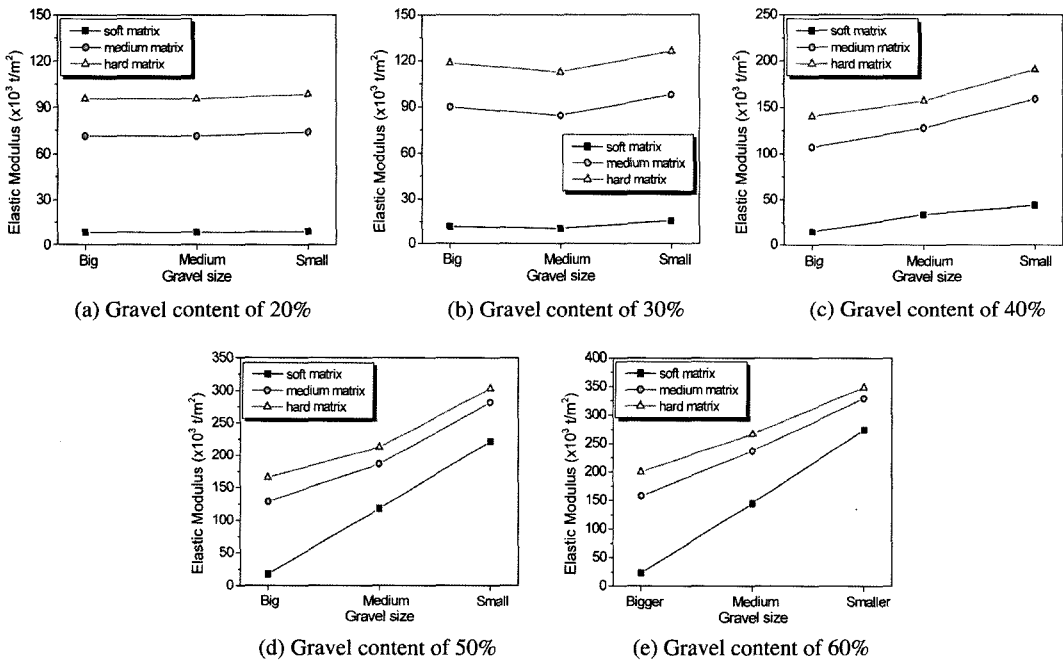 150
120
90
60
30
0
Elastic Modulus (x10³ t/m²)
soft matrix
medium matrix
hard matrix
Big
Medium
Small
Gravel size
(a) Gravel content of 20%
150
120
90
60
30
0
Elastic Modulus (x10³ t/m²)
soft matrix
medium matrix
hard matrix
Big
Medium
Small
Gravel size
(b) Gravel content of 30%
250
200
150
100
50
0
Elastic Modulus (x10³ t/m²)
soft matrix
medium matrix
hard matrix
Big
Medium
Small
Gravel size
(c) Gravel content of 40%
350
300
250
200
150
100
50
0
Elastic Modulus (x10³ t/m²)
soft matrix
medium matrix
hard matrix
Big
Medium
Small
Gravel size
(d) Gravel content of 50%
400
350
300
250
200
150
100
50
0
Elastic Modulus (x10³ t/m²)
soft matrix
medium matrix
hard matrix
Bigger
Medium
Smaller
Gravel size
(e) Gravel content of 60%